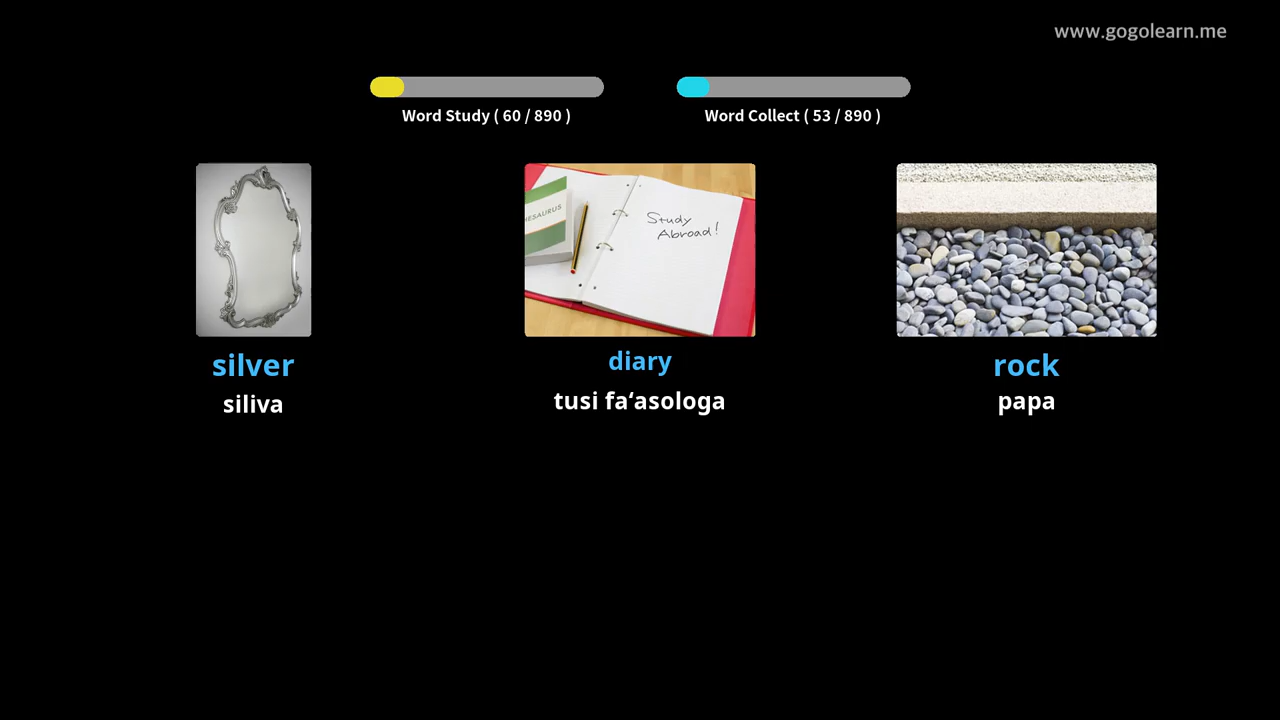 www.gogolearn.me
Word Study ( 60 / 890 )
Word Collect ( 53 / 890 )
HESAURUS
Study
Abroad!
silver
diary
rock
siliva
tusi fa‘asologa
papa